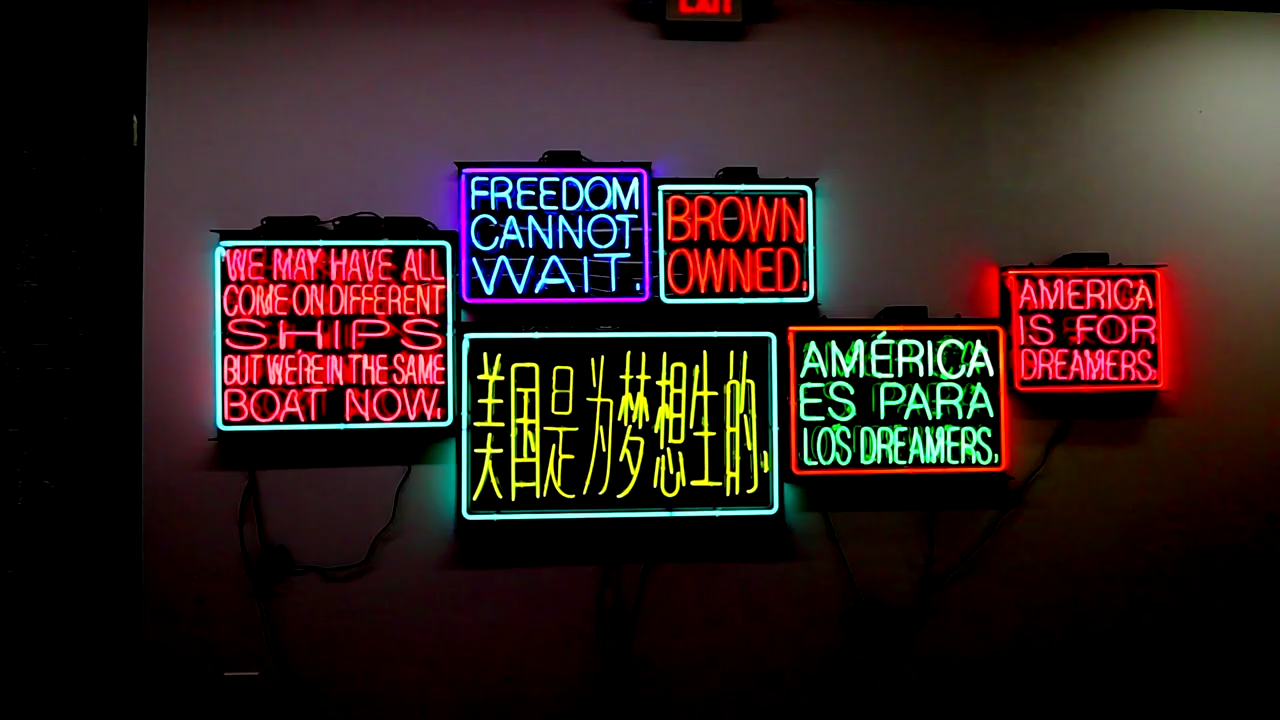 EXIT
WE MAY HAVE ALL
COME ON DIFFERENT
SHIPS
BUT WE'RE IN THE SAME
BOAT NOW.
FREEDOM
CANNOT
WAIT.
BROWN
OWNED.
美国是为梦想生的.
AMÉRICA
ES PARA
LOS DREAMERS.
AMERICA
IS FOR
DREAMERS.